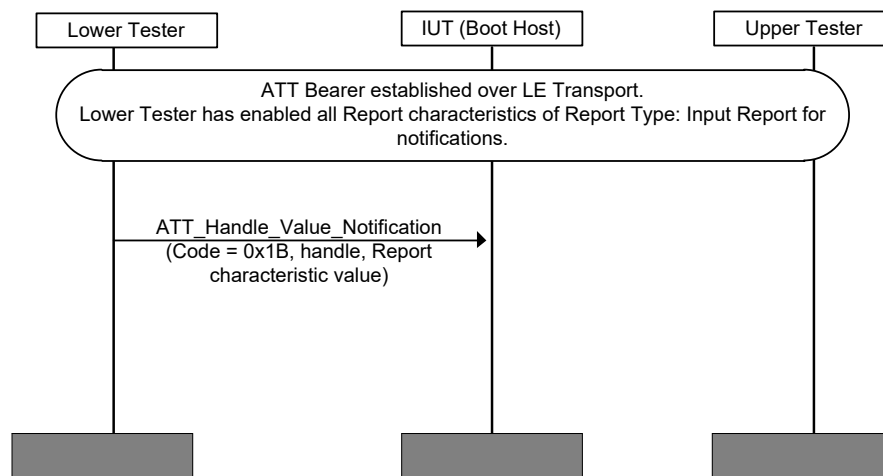 Lower Tester
IUT (Boot Host)
Upper Tester
ATT Bearer established over LE Transport.
Lower Tester has enabled all Report characteristics of Report Type: Input Report for
notifications.
ATT_Handle_Value_Notification
(Code = 0x1B, handle, Report
characteristic value)